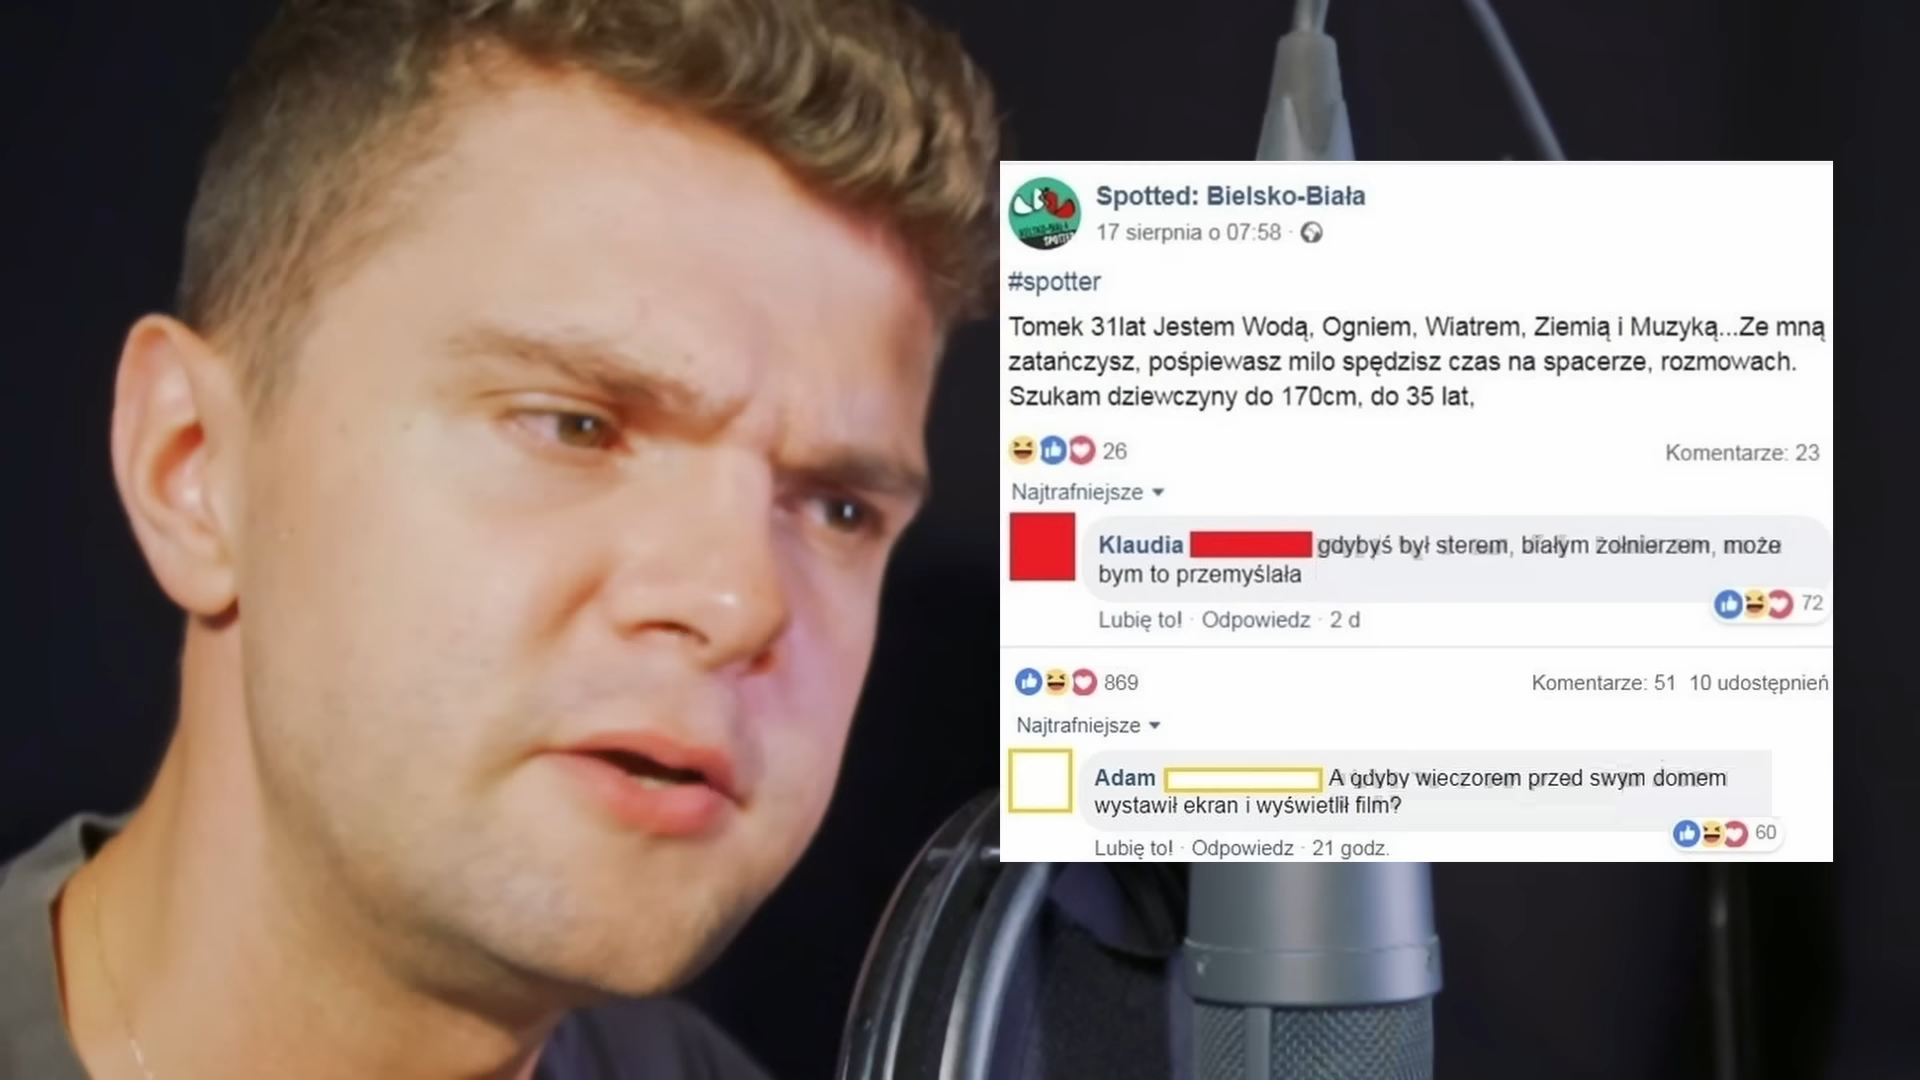 Spotted: Bielsko-Biała
17 sierpnia o 07:58 ·
#spotter
Tomek 31lat Jestem Wodą, Ogniem, Wiatrem, Ziemią i Muzyką...Ze mną
zatańczysz, pośpiewasz milo spędzisz czas na spacerze, rozmowach.
Szukam dziewczyny do 170cm, do 35 lat,
26
Komentarze: 23
Najtrafniejsze
Klaudia gdybyś był sterem, białym żołnierzem, może
bym to przemyślała
72
Lubię to! · Odpowiedz · 2 d
869
Komentarze: 51 10 udostępnień
Najtrafniejsze
Adam A gdyby wieczorem przed swym domem
wystawił ekran i wyświetlił film?
60
Lubię to! · Odpowiedz · 21 godz.